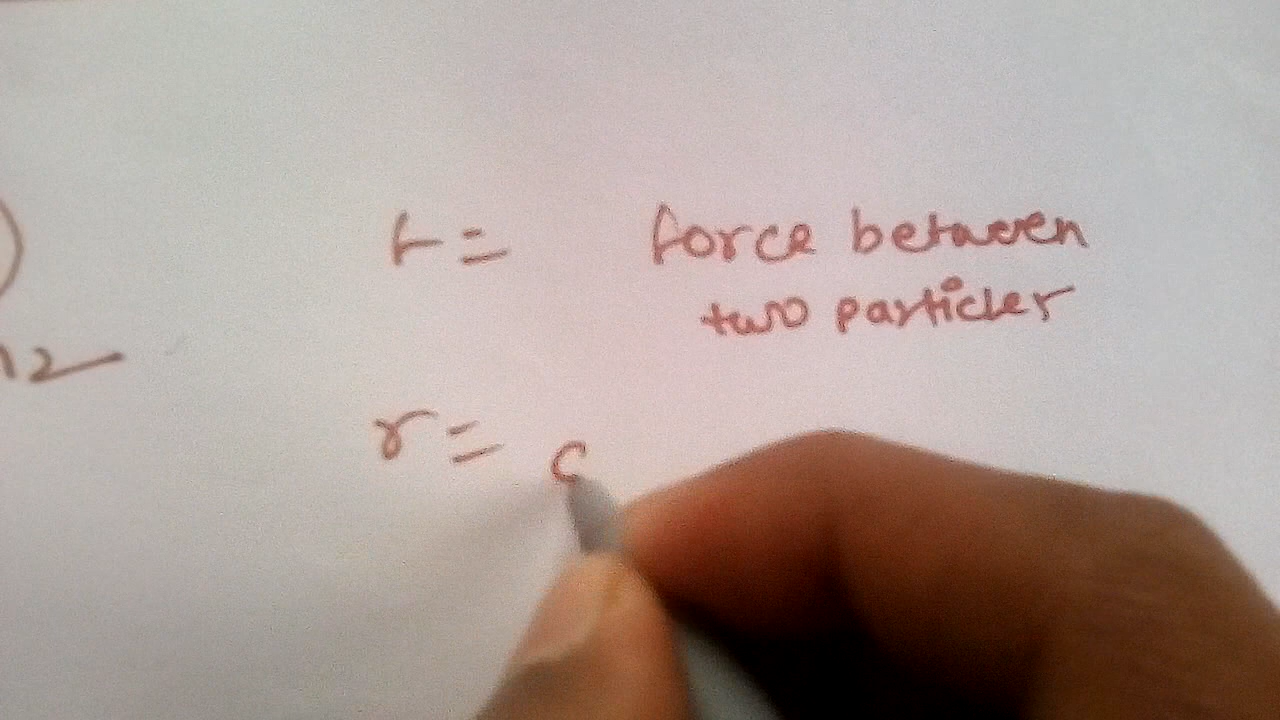 F = force between
two particles
r = c